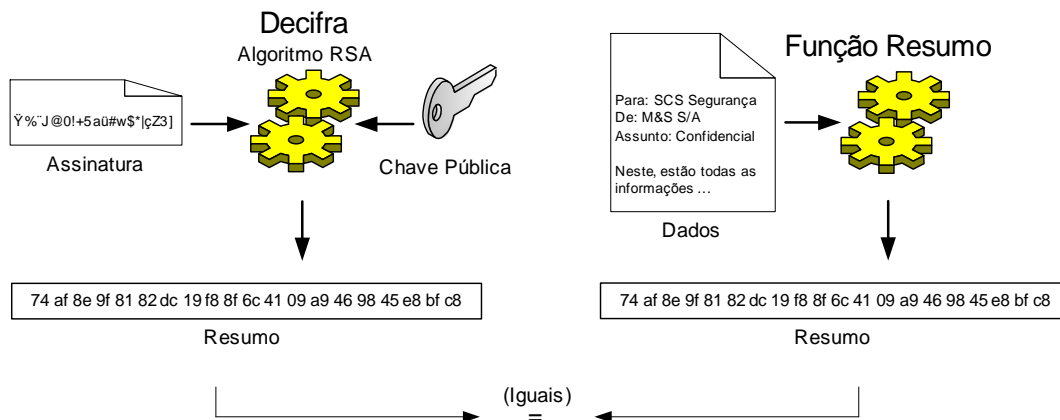 Decifra
Algoritmo RSA
Ÿ%¨J@0!+5aü#w$*|çZ3]
Assinatura
Chave Pública
74 af 8e 9f 81 82 dc 19 f8 8f 6c 41 09 a9 46 98 45 e8 bf c8
Resumo
Função Resumo
Para: SCS Segurança
De: M&S S/A
Assunto: Confidencial
Neste, estão todas as
informações ...
Dados
74 af 8e 9f 81 82 dc 19 f8 8f 6c 41 09 a9 46 98 45 e8 bf c8
Resumo
(Iguais)
=